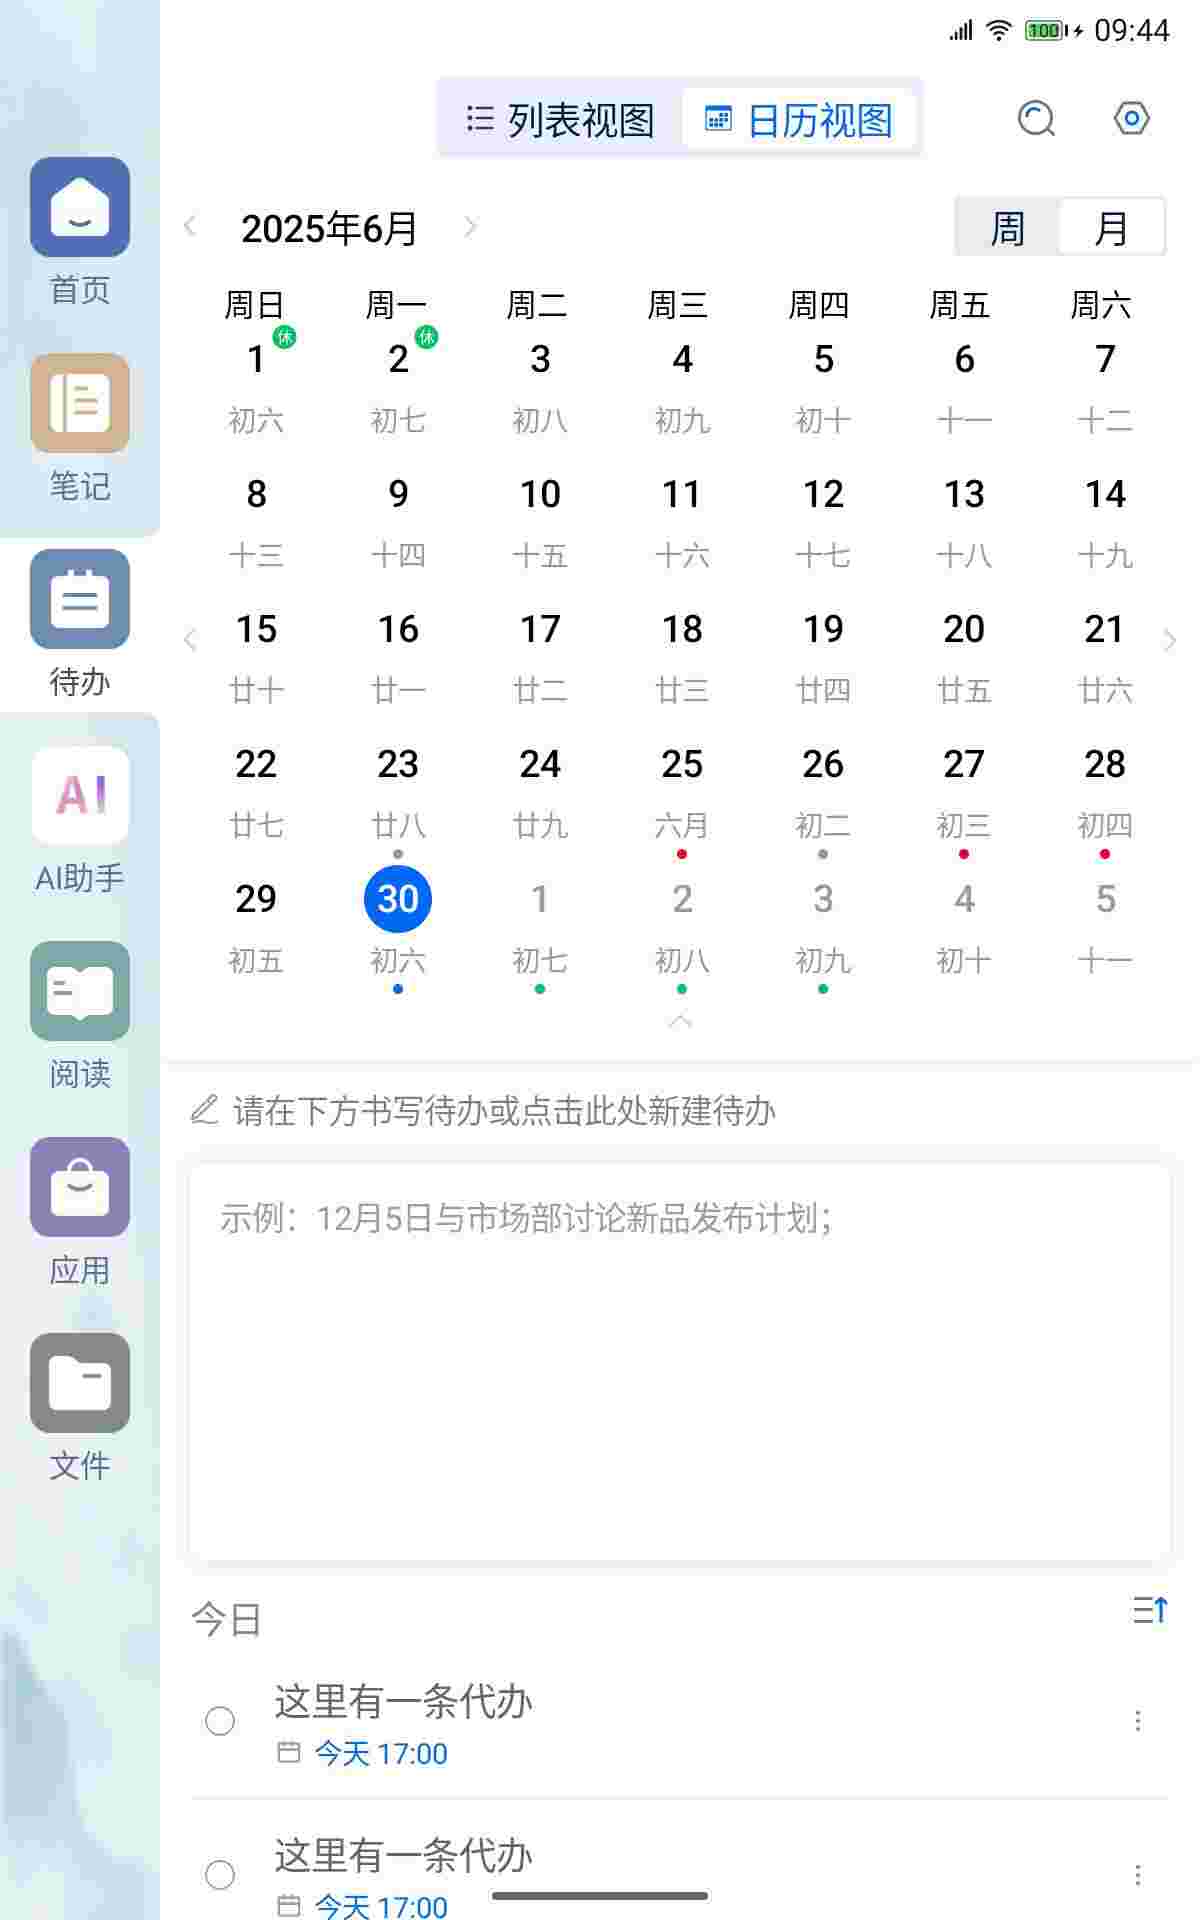 100 09:44
列表视图 日历视图
2025年6月 周 月
周日 周一 周二 周三 周四 周五 周六
休 休
1 2 3 4 5 6 7
初六 初七 初八 初九 初十 十一 十二
8 9 10 11 12 13 14
十三 十四 十五 十六 十七 十八 十九
15 16 17 18 19 20 21
廿十 廿一 廿二 廿三 廿四 廿五 廿六
22 23 24 25 26 27 28
廿七 廿八 廿九 六月 初二 初三 初四
29 30 1 2 3 4 5
初五 初六 初七 初八 初九 初十 十一
请在下方书写待办或点击此处新建待办
示例：12月5日与市场部讨论新品发布计划；
今日
这里有一条代办
今天 17:00
这里有一条代办
今天 17:00
首页
笔记
待办
AI
AI助手
阅读
应用
文件